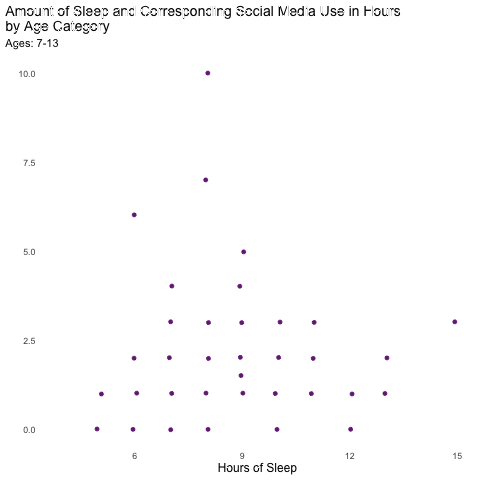 Amount of Sleep and Corresponding Social Media Use in Hours
by Age Category
Ages: 7-13
10.0
7.5
5.0
2.5
0.0
6 9 12 15
Hours of Sleep